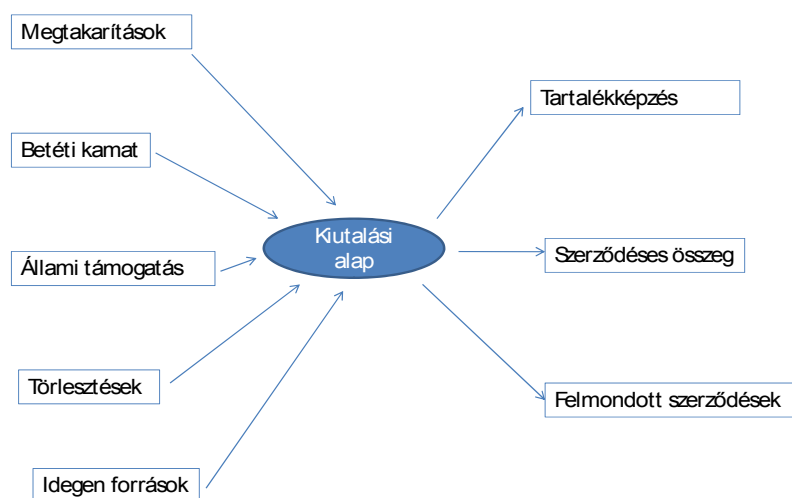 Megtakarítások
Betéti kamat
Állami támogatás
Törlesztések
Idegen források
Kiutalási
alap
Tartalékképzés
Szerződéses összeg
Felmondott szerződések